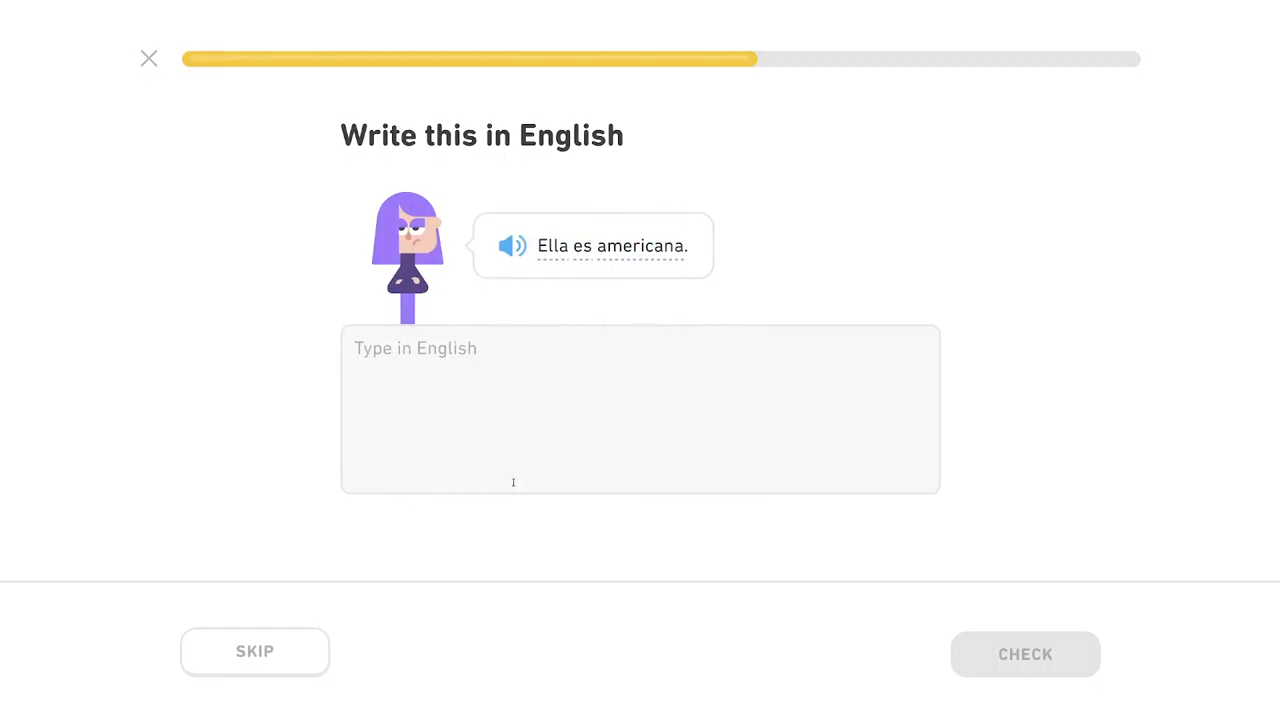 Write this in English
Ella es americana.
Type in English
SKIP
CHECK